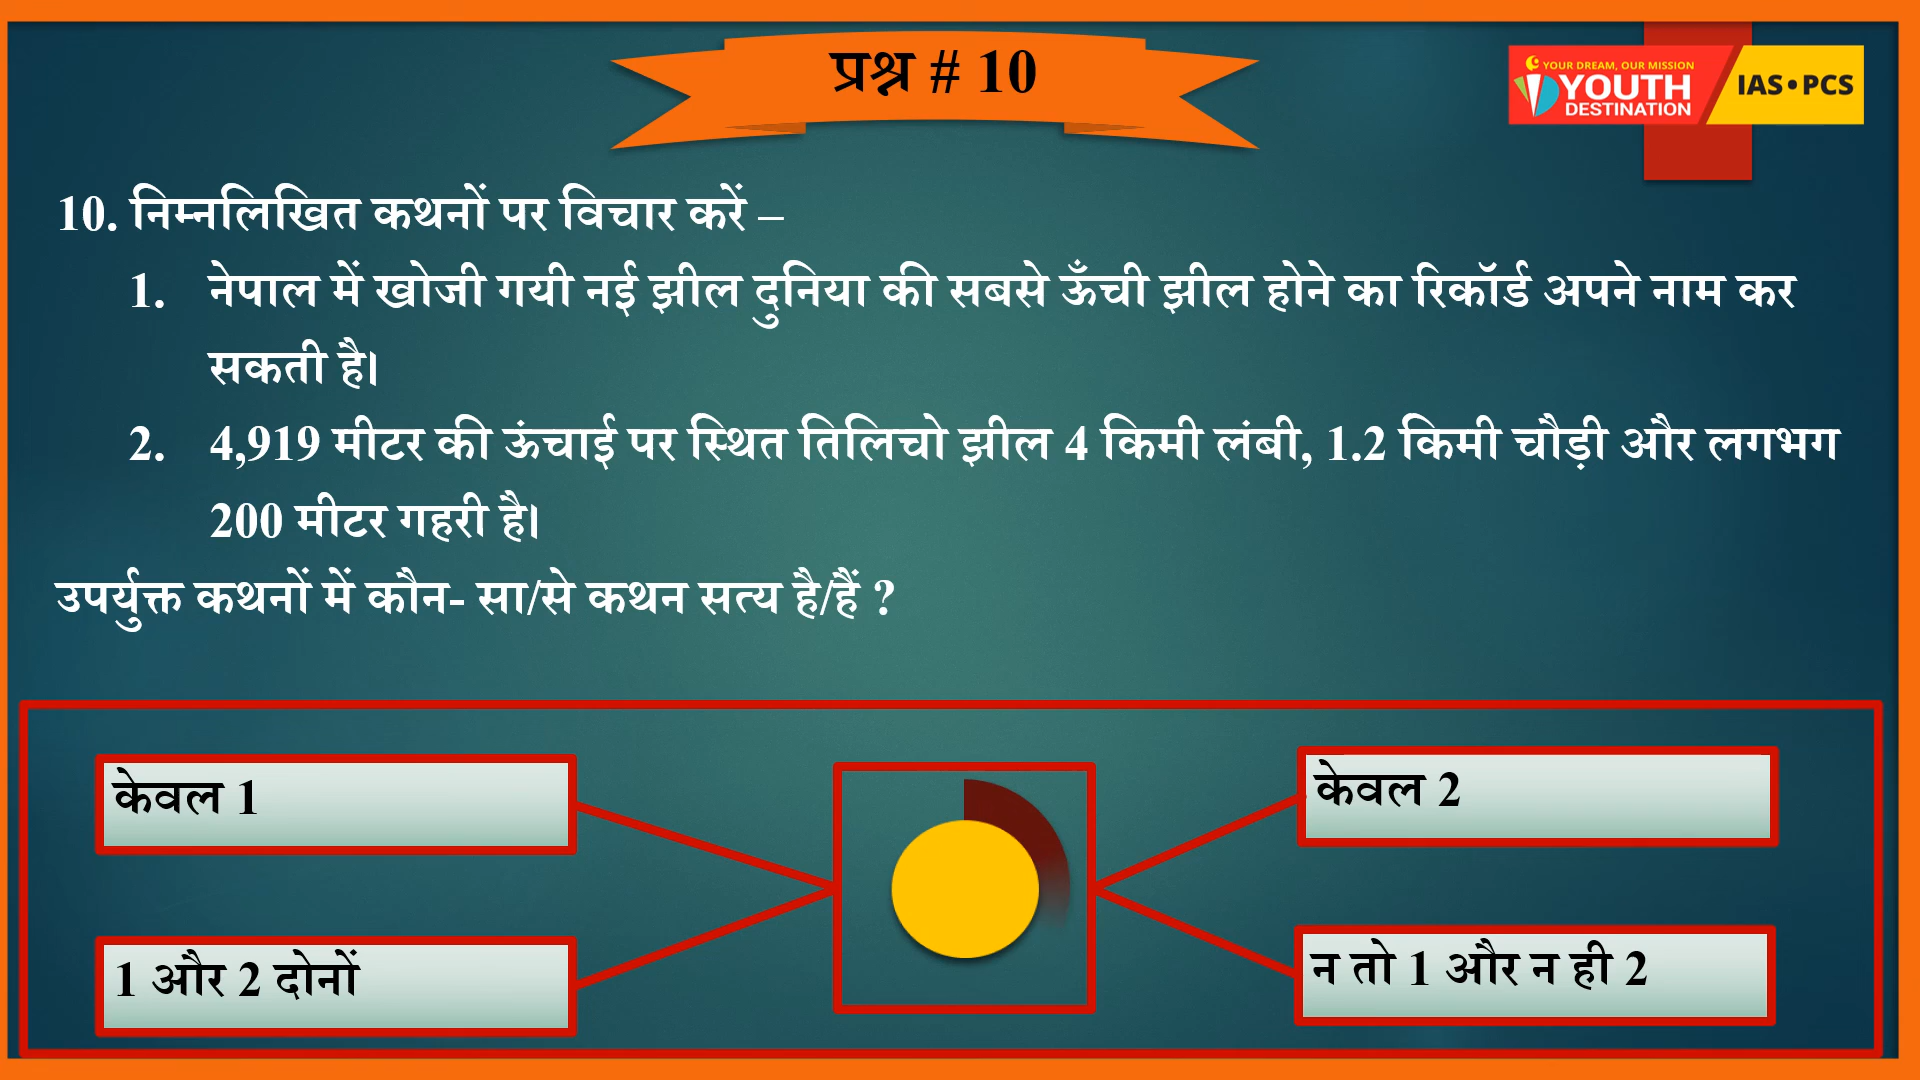 प्रश्न # 10
YOUR DREAM, OUR MISSION
YOUTH
DESTINATION
IAS • PCS
10. निम्नलिखित कथनों पर विचार करें –
1. नेपाल में खोजी गयी नई झील दुनिया की सबसे ऊँची झील होने का रिकॉर्ड अपने नाम कर
सकती है।
2. 4,919 मीटर की ऊंचाई पर स्थित तिलिचो झील 4 किमी लंबी, 1.2 किमी चौड़ी और लगभग
200 मीटर गहरी है।
उपर्युक्त कथनों में कौन- सा/से कथन सत्य है/हैं ?
केवल 1
केवल 2
1 और 2 दोनों
न तो 1 और न ही 2